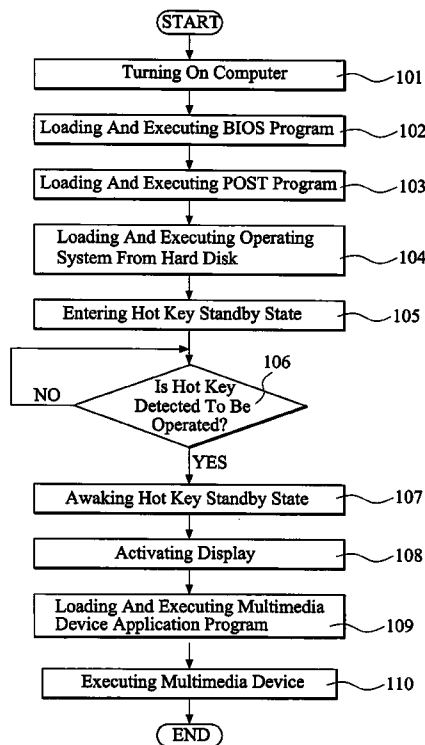 START
Turning On Computer
101
Loading And Executing BIOS Program
102
Loading And Executing POST Program
103
Loading And Executing Operating
System From Hard Disk
104
Entering Hot Key Standby State
105
106
Is Hot Key
Detected To Be
Operated?
NO
YES
Awaking Hot Key Standby State
107
Activating Display
108
Loading And Executing Multimedia
Device Application Program
109
Executing Multimedia Device
110
END